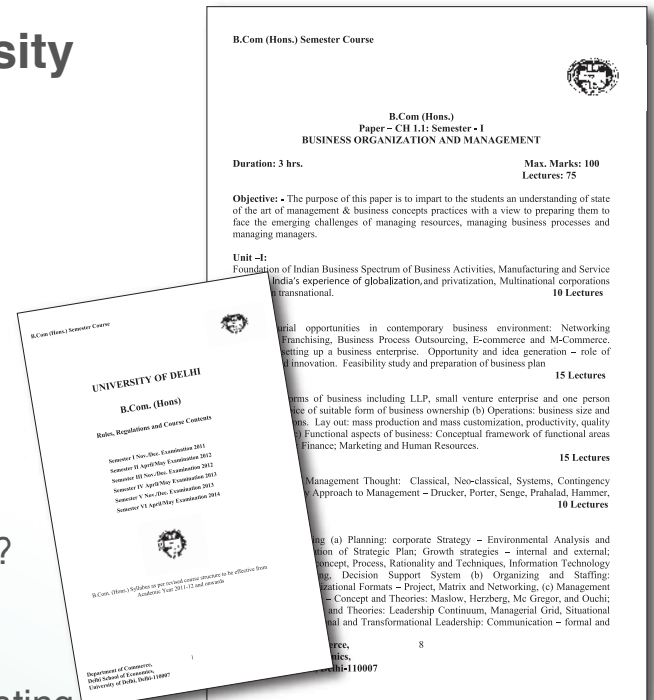 sity
?
ting
B.Com (Hons.) Semester Course
B.Com (Hons.)
Paper – CH 1.1: Semester - I
BUSINESS ORGANIZATION AND MANAGEMENT
Duration: 3 hrs. Max. Marks: 100
Lectures: 75
Objective: - The purpose of this paper is to impart to the students an understanding of state
of the art of management & business concepts practices with a view to preparing them to
face the emerging challenges of managing resources, managing business processes and
managing managers.
Unit –I:
Foundation of Indian Business Spectrum of Business Activities, Manufacturing and Service
India's experience of globalization, and privatization, Multinational corporations
transnational. 10 Lectures
opportunities in contemporary business environment: Networking
Franchising, Business Process Outsourcing, E-commerce and M-Commerce.
setting up a business enterprise. Opportunity and idea generation – role of
innovation. Feasibility study and preparation of business plan
15 Lectures
of business including LLP, small venture enterprise and one person
of suitable form of business ownership (b) Operations: business size and
Lay out: mass production and mass customization, productivity, quality
Functional aspects of business: Conceptual framework of functional areas
Finance; Marketing and Human Resources.
15 Lectures
Management Thought: Classical, Neo-classical, Systems, Contingency
Approach to Management – Drucker, Porter, Senge, Prahalad, Hammer,
10 Lectures
(a) Planning: corporate Strategy – Environmental Analysis and
of Strategic Plan; Growth strategies – internal and external;
Process, Rationality and Techniques, Information Technology
Decision Support System (b) Organizing and Staffing:
Formats – Project, Matrix and Networking, (c) Management
– Concept and Theories: Maslow, Herzberg, Mc Gregor, and Ouchi;
and Theories: Leadership Continuum, Managerial Grid, Situational
and Transformational Leadership: Communication – formal and
8
-110007
B.Com (Hons.) Semester Course
UNIVERSITY OF DELHI
B.Com. (Hons)
Rules, Regulations and Course Contents
Semester I Nov./Dec. Examination 2011
Semester II April/May Examination 2012
Semester III Nov./Dec. Examination 2012
Semester IV April/May Examination 2013
Semester V Nov./Dec. Examination 2013
Semester VI April/May Examination 2014
B.Com. (Hons.) Syllabus as per revised course structure to be effective from
Academic Year 2011-12 and onwards
1
Department of Commerce,
Delhi School of Economics,
University of Delhi, Delhi-110007